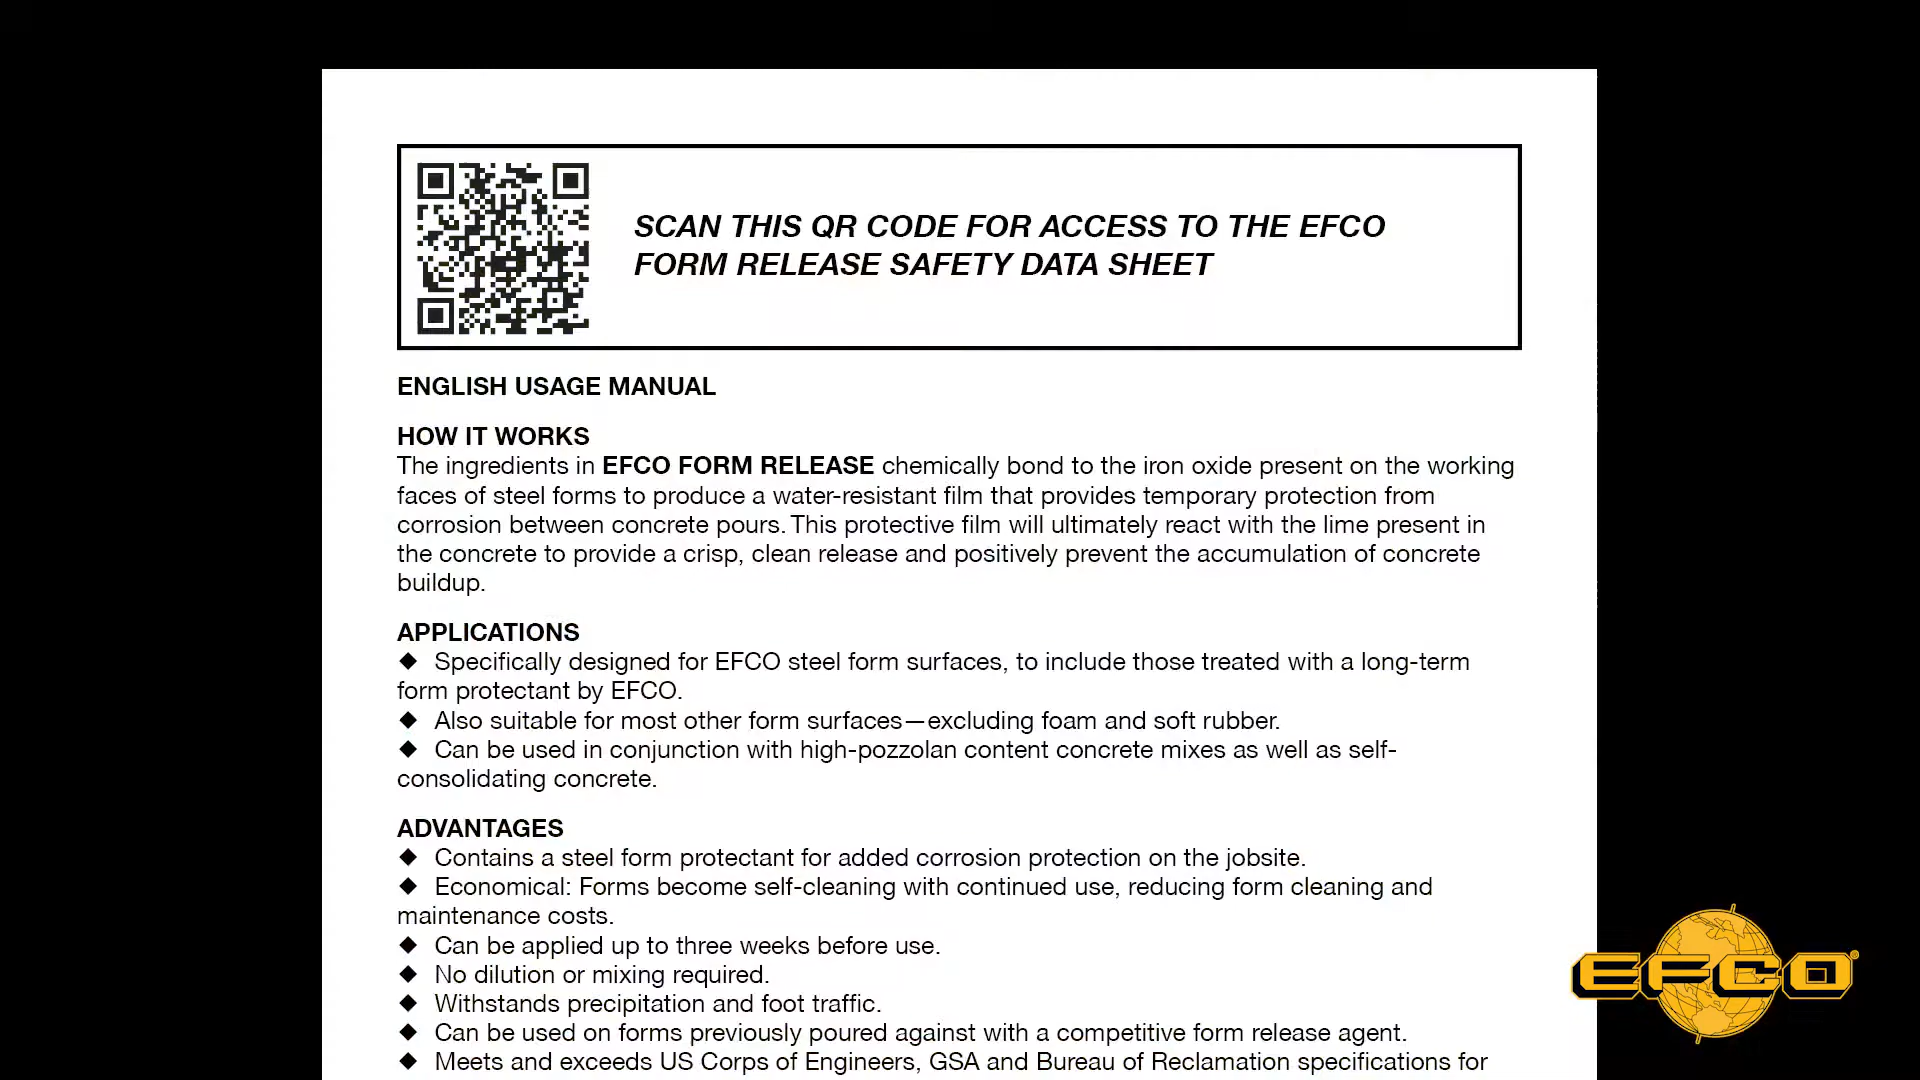 SCAN THIS QR CODE FOR ACCESS TO THE EFCO
FORM RELEASE SAFETY DATA SHEET
ENGLISH USAGE MANUAL
HOW IT WORKS
The ingredients in EFCO FORM RELEASE chemically bond to the iron oxide present on the working
faces of steel forms to produce a water-resistant film that provides temporary protection from
corrosion between concrete pours. This protective film will ultimately react with the lime present in
the concrete to provide a crisp, clean release and positively prevent the accumulation of concrete
buildup.
APPLICATIONS
◆ Specifically designed for EFCO steel form surfaces, to include those treated with a long-term
form protectant by EFCO.
◆ Also suitable for most other form surfaces—excluding foam and soft rubber.
◆ Can be used in conjunction with high-pozzolan content concrete mixes as well as self-
consolidating concrete.
ADVANTAGES
◆ Contains a steel form protectant for added corrosion protection on the jobsite.
◆ Economical: Forms become self-cleaning with continued use, reducing form cleaning and
maintenance costs.
◆ Can be applied up to three weeks before use.
◆ No dilution or mixing required.
◆ Withstands precipitation and foot traffic.
◆ Can be used on forms previously poured against with a competitive form release agent.
◆ Meets and exceeds US Corps of Engineers, GSA and Bureau of Reclamation specifications for
EFCO®